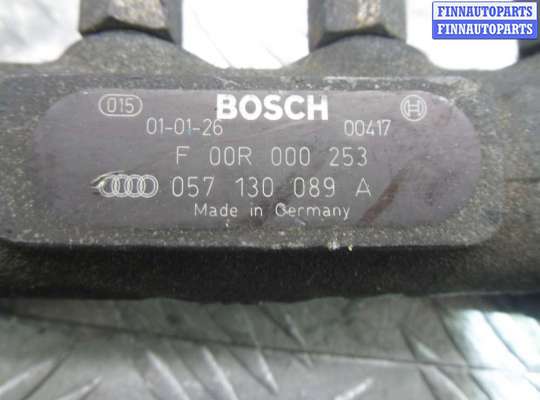 FINNAUTOPARTS
FINNAUTOPARTS
015 BOSCH
01-01-26 00417
F 00R 000 253
057 130 089 A
Made in Germany